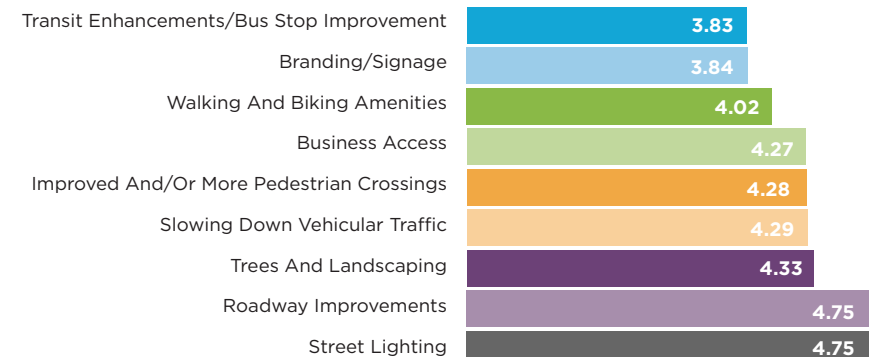 Transit Enhancements/Bus Stop Improvement 3.83
Branding/Signage 3.84
Walking And Biking Amenities 4.02
Business Access 4.27
Improved And/Or More Pedestrian Crossings 4.28
Slowing Down Vehicular Traffic 4.29
Trees And Landscaping 4.33
Roadway Improvements 4.75
Street Lighting 4.75